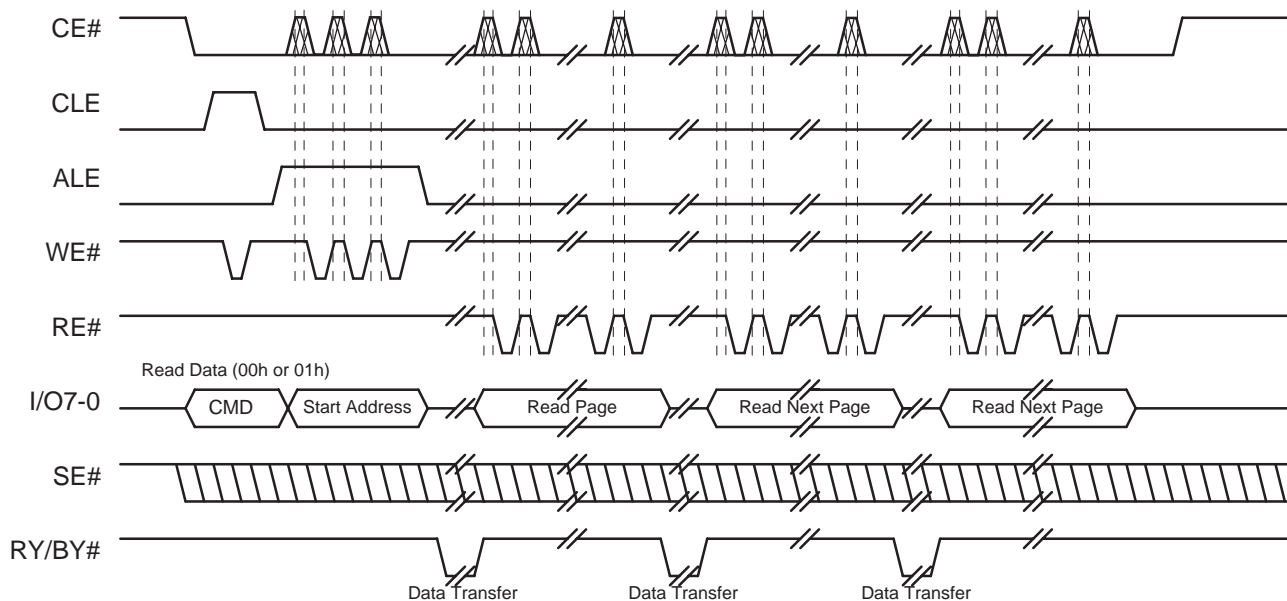 CE#
CLE
ALE
WE#
RE#
Read Data (00h or 01h)
I/O7-0
CMD
Start Address
Read Page
Read Next Page
Read Next Page
SE#
RY/BY#
Data Transfer
Data Transfer
Data Transfer